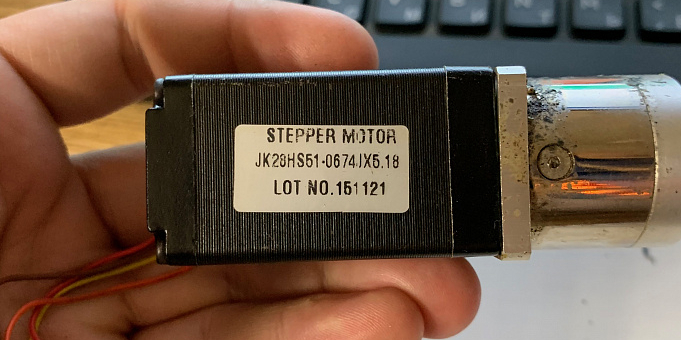 STEPPER MOTOR
JK28HS51-0674JX5.18
LOT NO.151121